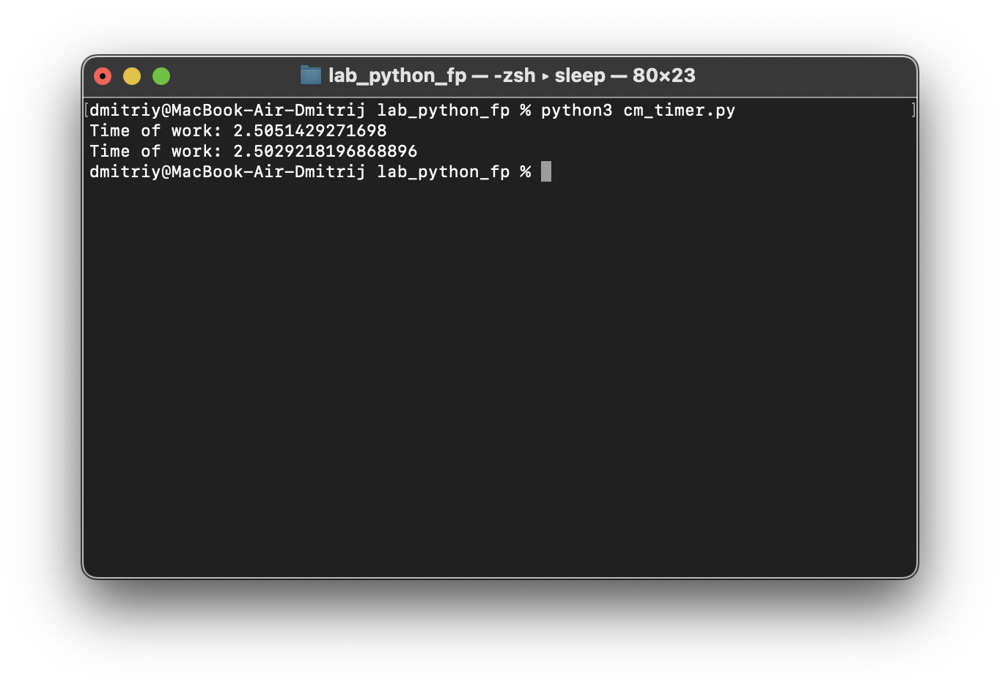 lab_python_fp — -zsh ▸ sleep — 80×23
[dmitriy@MacBook-Air-Dmitrij lab_python_fp % python3 cm_timer.py ]
Time of work: 2.5051429271698
Time of work: 2.5029218196868896
dmitriy@MacBook-Air-Dmitrij lab_python_fp %